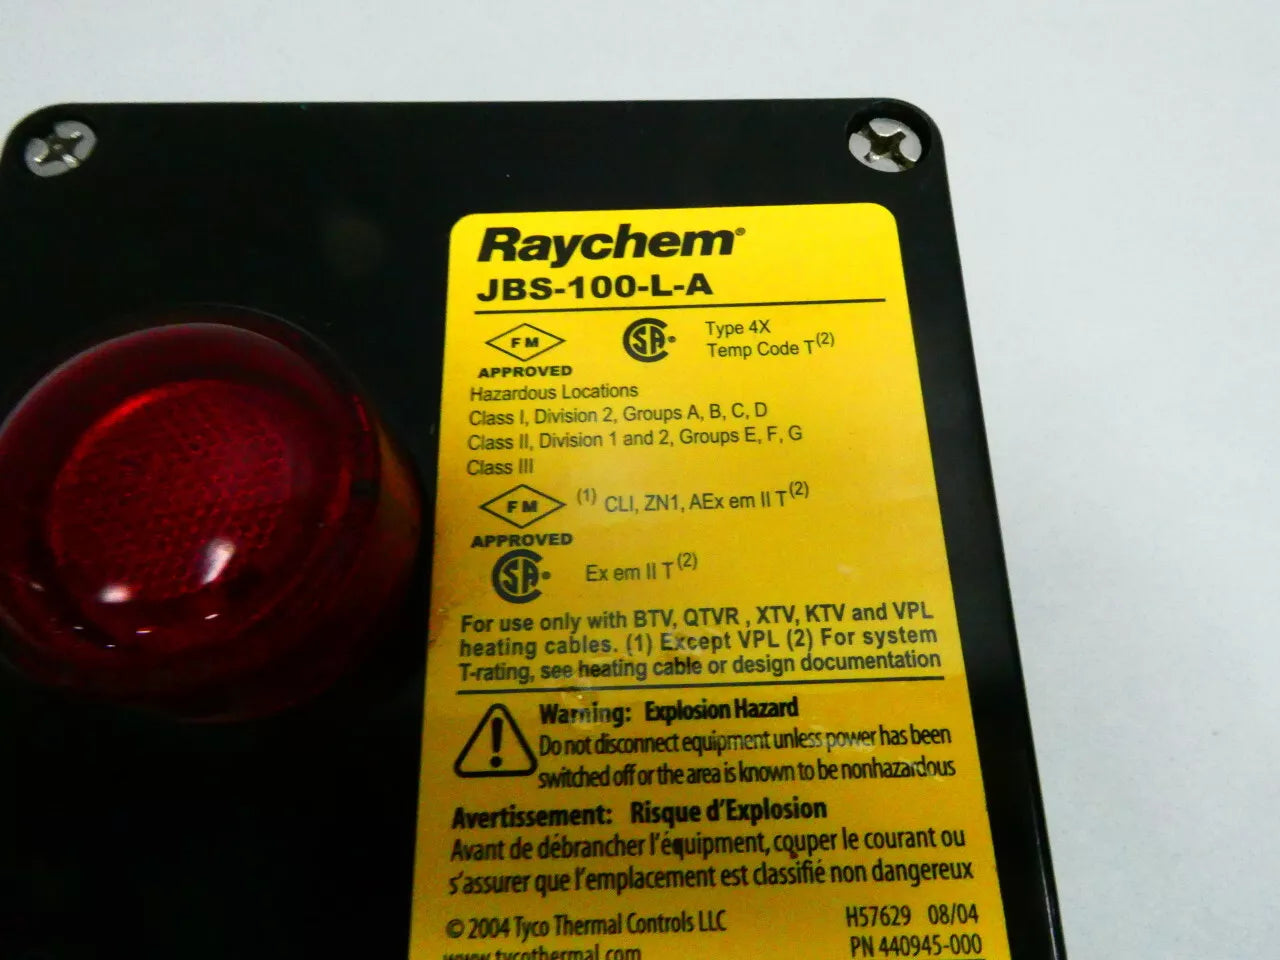 Raychem®
JBS-100-L-A
FM
APPROVED
SA
Type 4X
Temp Code T(2)
Hazardous Locations
Class I, Division 2, Groups A, B, C, D
Class II, Division 1 and 2, Groups E, F, G
Class III
FM
APPROVED
(1) CLI, ZN1, AEx em II T(2)
SA
Ex em II T(2)
For use only with BTV, QTVR , XTV, KTV and VPL
heating cables. (1) Except VPL (2) For system
T-rating, see heating cable or design documentation
! Warning: Explosion Hazard
Do not disconnect equipment unless power has been
switched off or the area is known to be nonhazardous
Avertissement: Risque d'Explosion
Avant de débrancher l'équipment, couper le courant ou
s'assurer que l'emplacement est classifié non dangereux
© 2004 Tyco Thermal Controls LLC
H57629 08/04
www.tycothermal.com
PN 440945-000